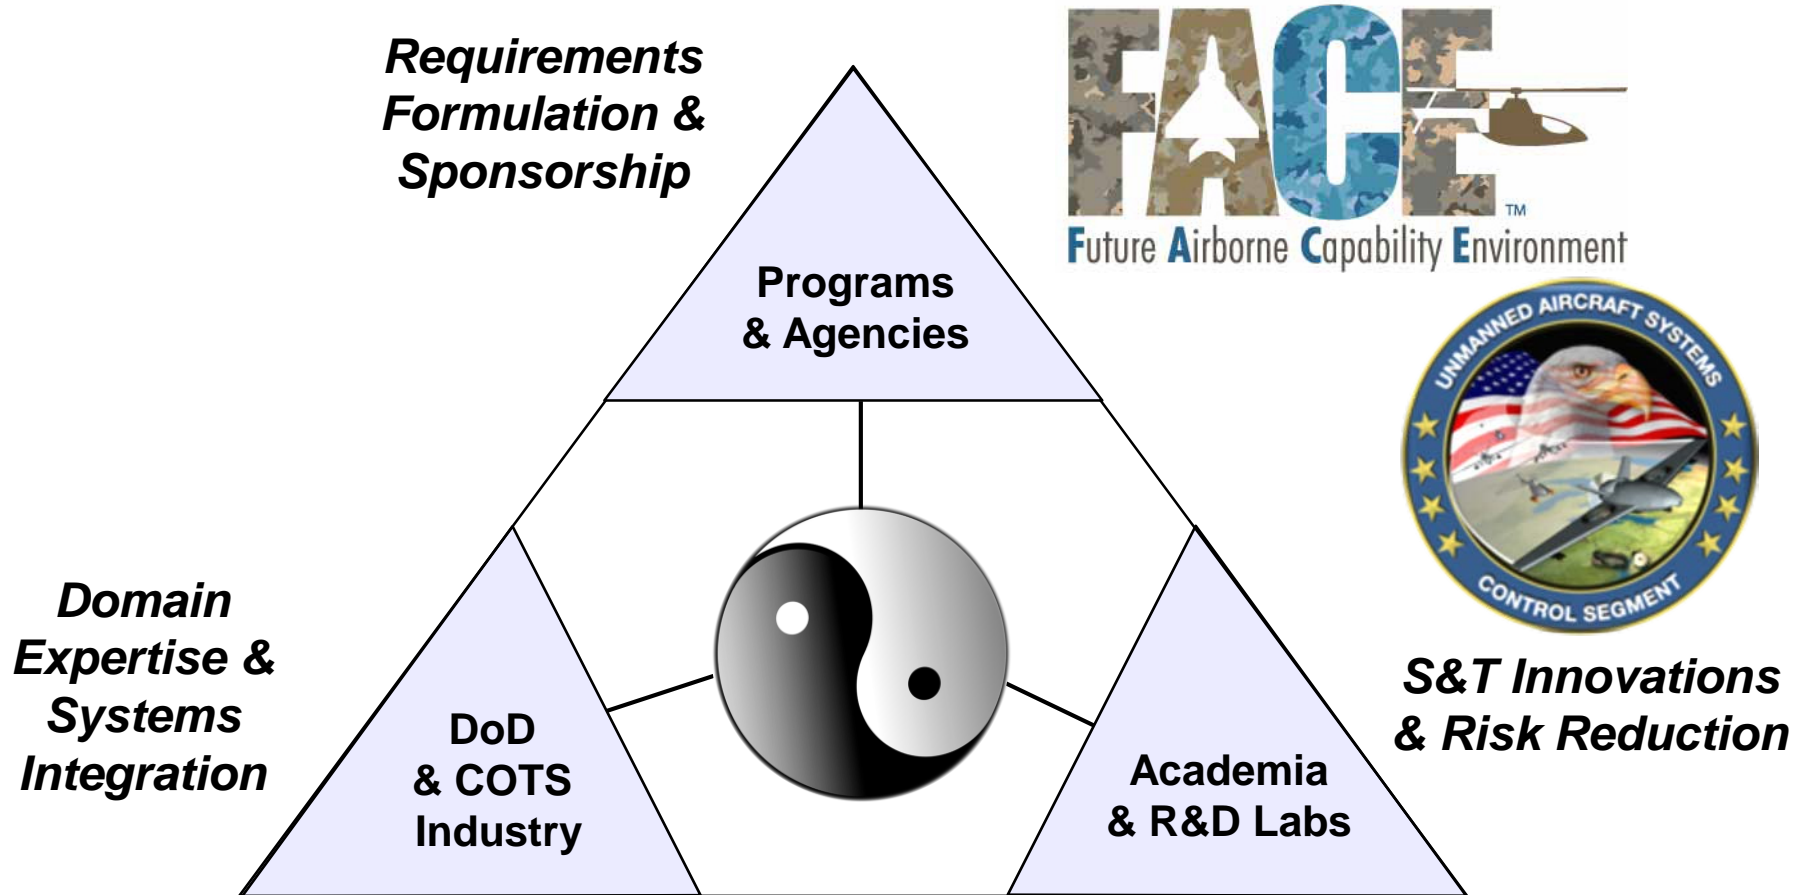 Requirements
Formulation &
Sponsorship
FACE
TM
Future Airborne Capability Environment
Programs
& Agencies
UNMANNED AIRCRAFT SYSTEMS
CONTROL SEGMENT
Domain
Expertise &
Systems
Integration
DoD
& COTS
Industry
Academia
& R&D Labs
S&T Innovations
& Risk Reduction